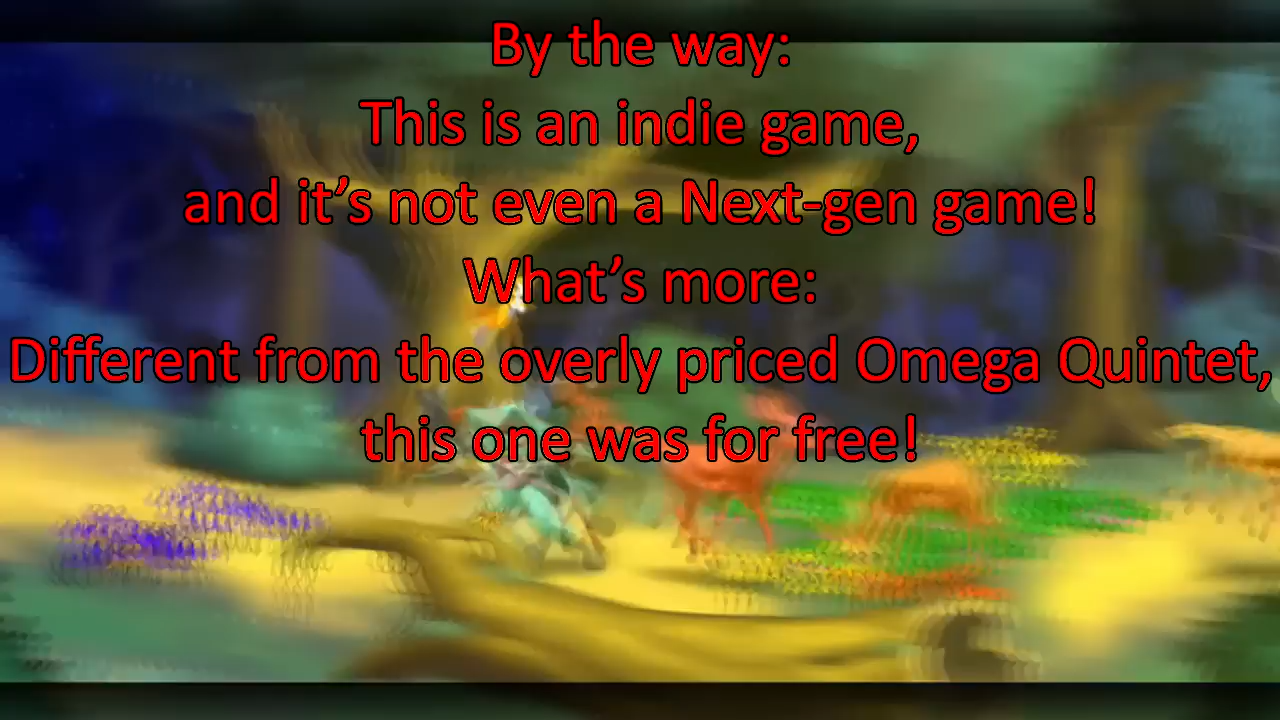 By the way:
This is an indie game,
and it’s not even a Next-gen game!
What’s more:
Different from the overly priced Omega Quintet,
this one was for free!